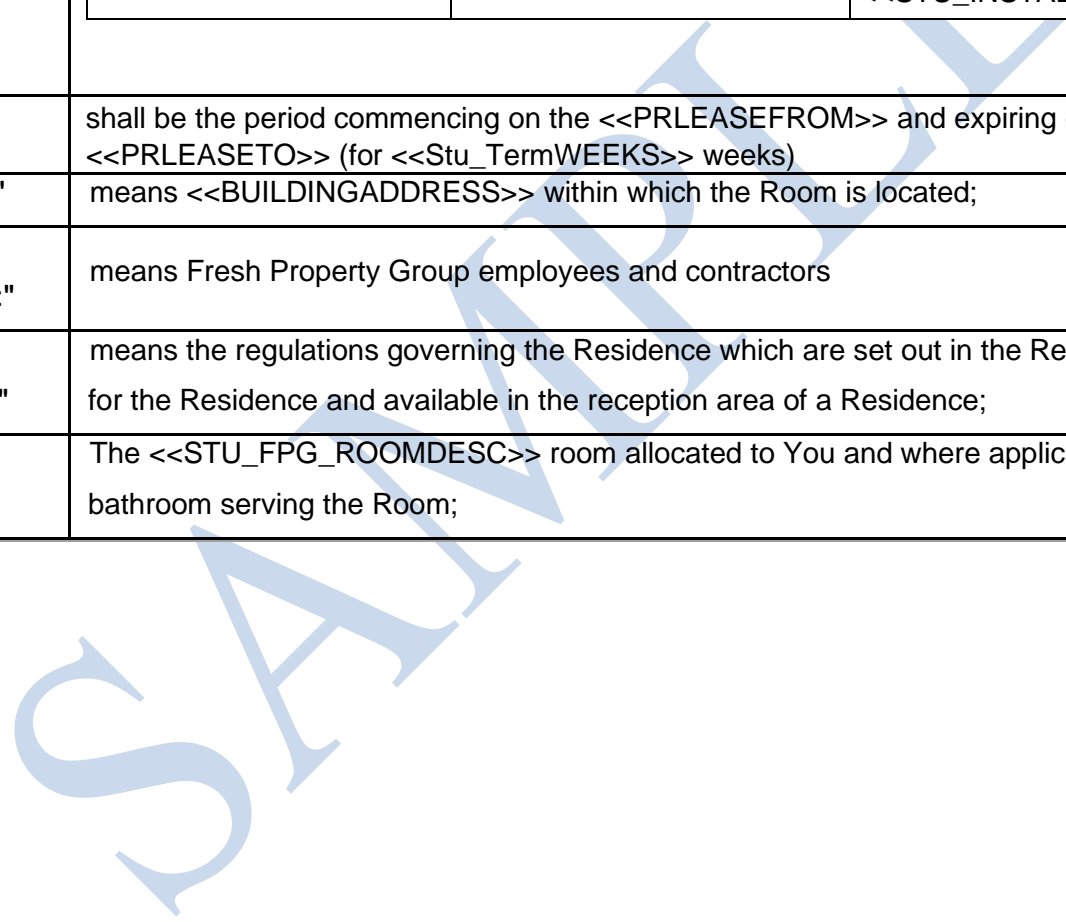 shall be the period commencing on the <<PRLEASEFROM>> and expiring
<<PRLEASETO>> (for <<Stu_TermWEEKS>> weeks)
" means <<BUILDINGADDRESS>> within which the Room is located;
means Fresh Property Group employees and contractors
"
means the regulations governing the Residence which are set out in the
" for the Residence and available in the reception area of a Residence;
The <<STU_FPG_ROOMDESC>> room allocated to You and where
bathroom serving the Room;
SAMPLE